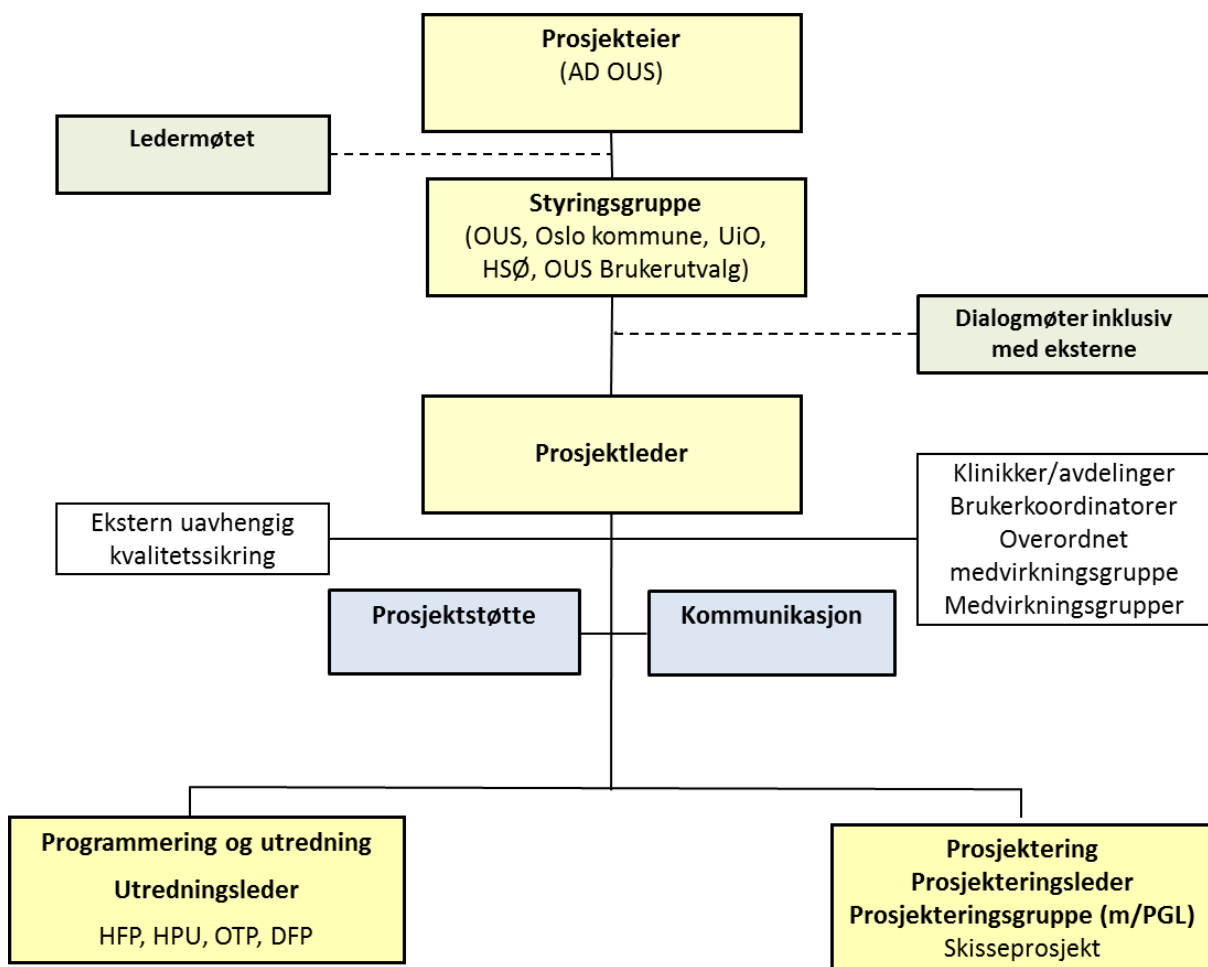 Prosjekteier
(AD OUS)
Ledermøtet
Styringsgruppe
(OUS, Oslo kommune, UiO,
HSØ, OUS Brukerutvalg)
Dialogmøter inklusiv
med eksterne
Prosjektleder
Klinikker/avdelinger
Brukerkoordinatorer
Overordnet
medvirkningsgruppe
Medvirkningsgrupper
Ekstern uavhengig
kvalitetssikring
Prosjektstøtte
Kommunikasjon
Programmering og utredning
Utredningsleder
HFP, HPU, OTP, DFP
Prosjektering
Prosjekteringsleder
Prosjekteringsgruppe (m/PGL)
Skisseprosjekt